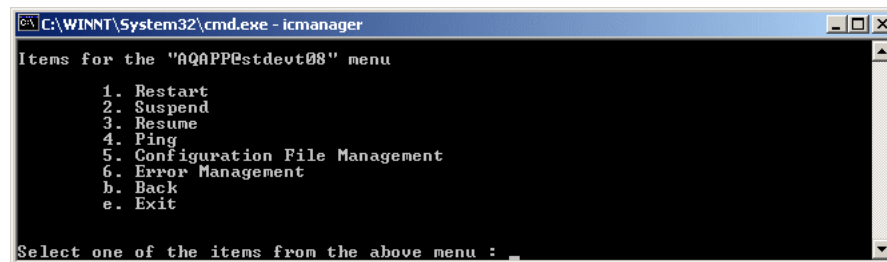 C:\WINNT\System32\cmd.exe - icmanager
Items for the "AQAPP@stdevt08" menu
1. Restart
2. Suspend
3. Resume
4. Ping
5. Configuration File Management
6. Error Management
b. Back
e. Exit
Select one of the items from the above menu : _